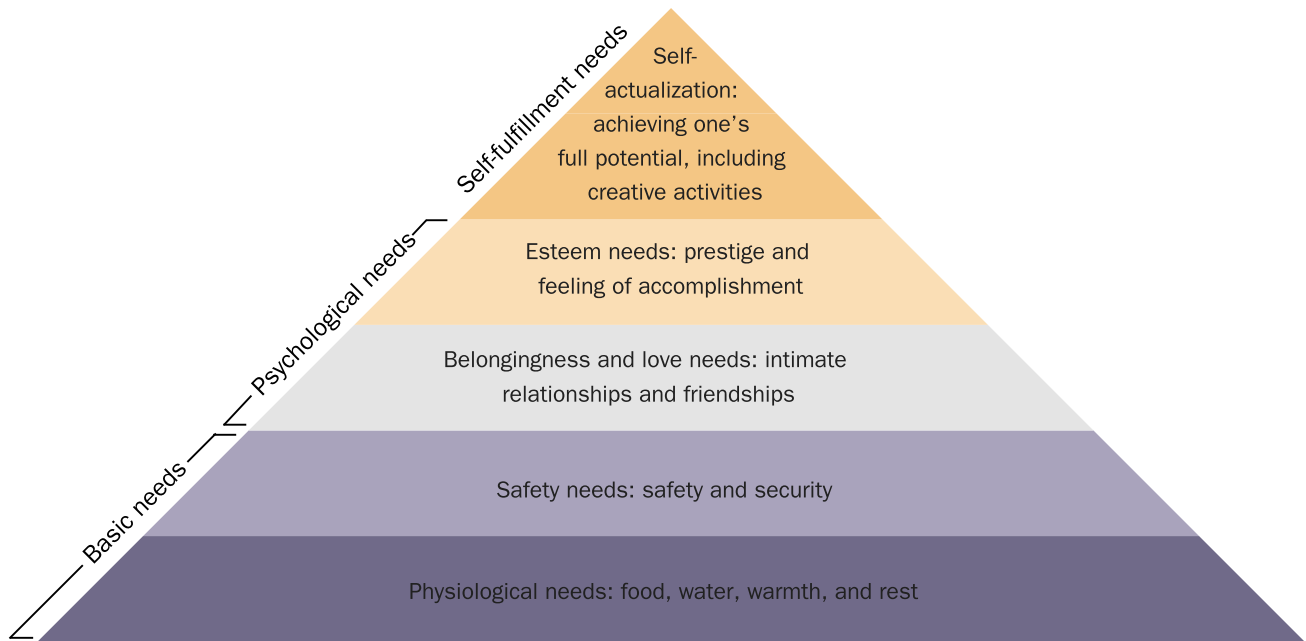 Self-fulfillment needs
Self-
actualization:
achieving one’s
full potential, including
creative activities
Psychological needs
Esteem needs: prestige and
feeling of accomplishment
Belongingness and love needs: intimate
relationships and friendships
Basic needs
Safety needs: safety and security
Physiological needs: food, water, warmth, and rest